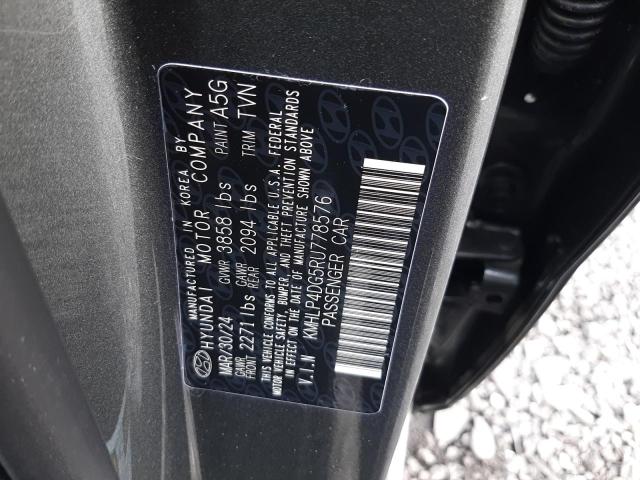 MANUFACTURED IN KOREA BY
HYUNDAI MOTOR COMPANY
MAR/30/24 GVWR 3858 lbs PAINT A5G
GAWR FRONT 2271 lbs GAWR REAR 2094 lbs TRIM TVN
THIS VEHICLE CONFORMS TO ALL APPLICABLE U.S.A. FEDERAL
MOTOR VEHICLE SAFETY, BUMPER, AND THEFT PREVENTION STANDARDS
IN EFFECT ON THE DATE OF MANUFACTURE SHOWN ABOVE
V.I.N KMHLP4DG5RU778576
PASSENGER CAR